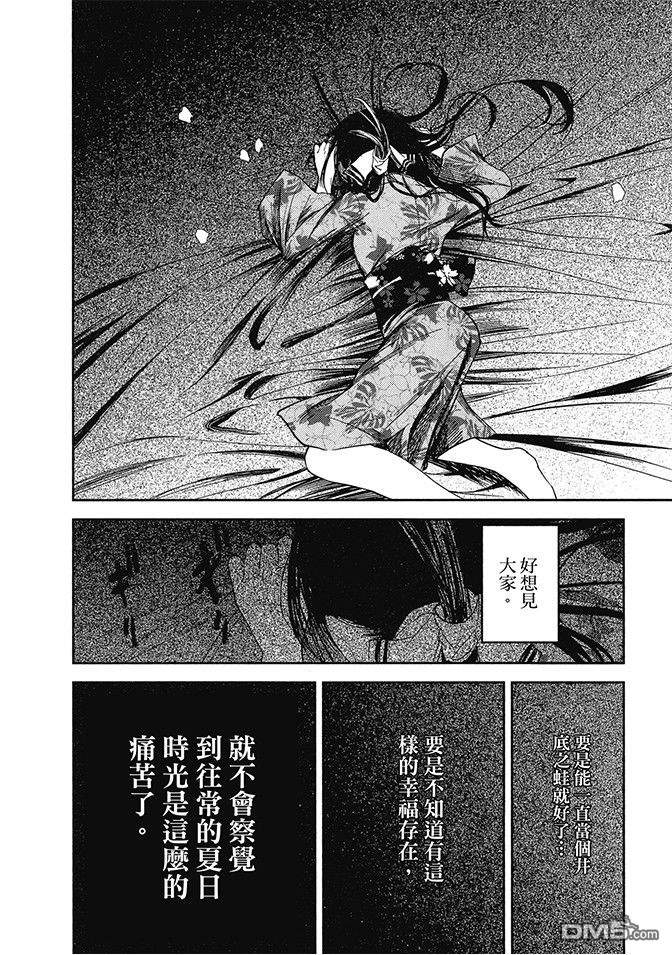 好想見
大家。
ギ
ギ
要是能一直當個井
底之蛙就好了…
要是不知道有這
樣的幸福存在，
就不會察覺
到往常的夏日
時光是這麼的
痛苦了。
DM5.com